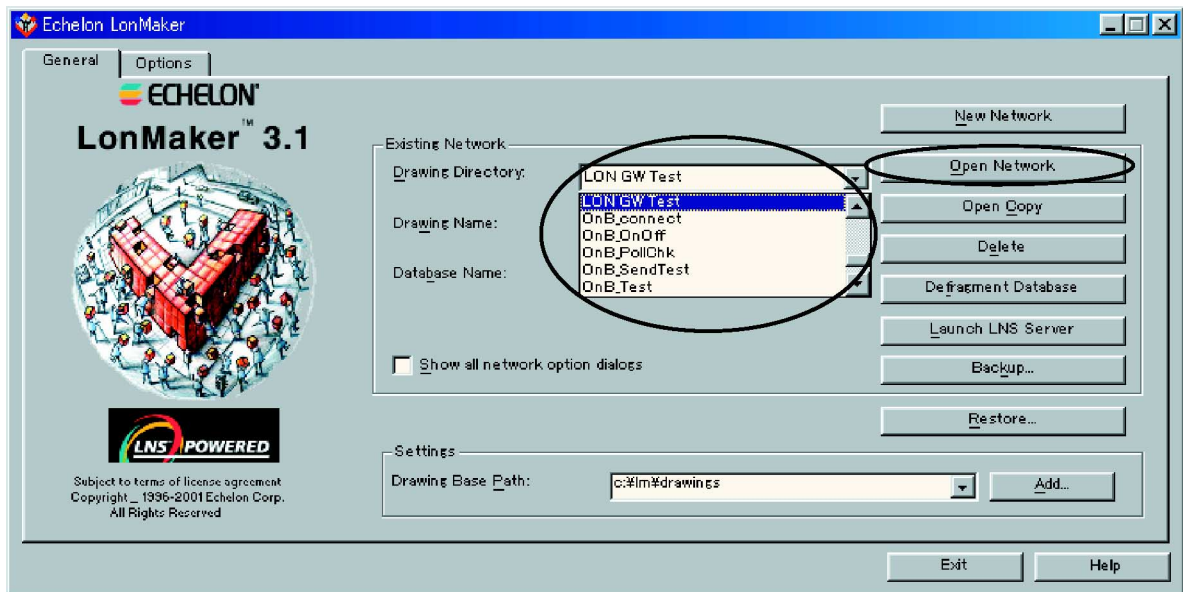 Echelon LonMaker
General
Options
ECHELON
LonMaker™ 3.1
LNS POWERED
Subject to terms of license agreement
Copyright _ 1996-2001 Echelon Corp.
All Rights Reserved
Existing Network
Drawing Directory:
LON GW Test
LON GW Test
OnB_connect
OnB_OnOff
OnB_PollChk
OnB_SendTest
OnB_Test
Drawing Name:
Database Name:
Show all network option dialogs
New Network
Open Network
Open Copy
Delete
Defragment Database
Launch LNS Server
Backup...
Restore...
Settings
Drawing Base Path:
c:¥lm¥drawings
Add...
Exit
Help